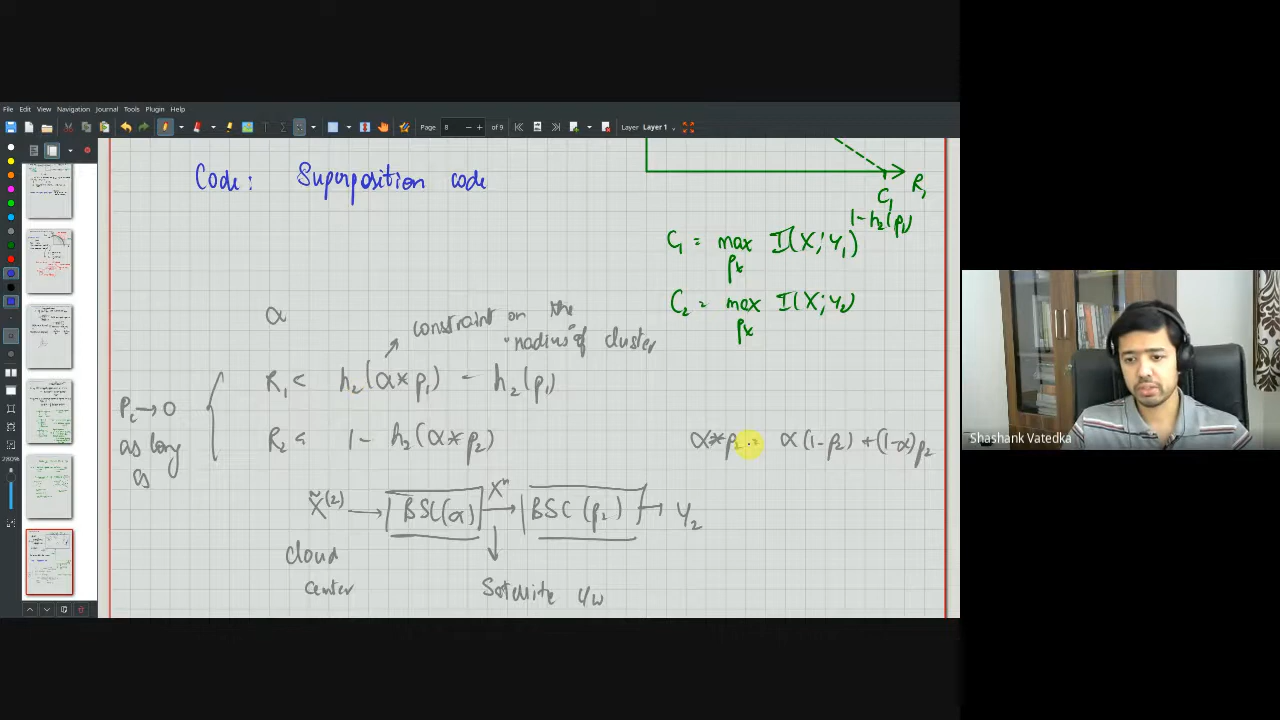 File Edit View Navigation Journal Tools Plugin Help
Page 8 of 9 Layer Layer 1
280%
Code: Superposition code
R₁
C₁
1-h₂(p₁)
C₁ = max I(X;Y₁)
pₓ
C₂ = max I(X;Y₂)
pₓ
α
constraint on the
"radius" of cluster
R₁ < h₂(α*p₁) - h₂(p₁)
Pₑ → 0
as long
as
R₂ < 1 - h₂(α*p₂)
α*p₂ = α(1-p₂) + (1-α)p₂
X̃⁽²⁾ → BSC(α) Xⁿ → BSC(p₂) → Y₂
cloud
center
Satellite c/w
Shashank Vatedka